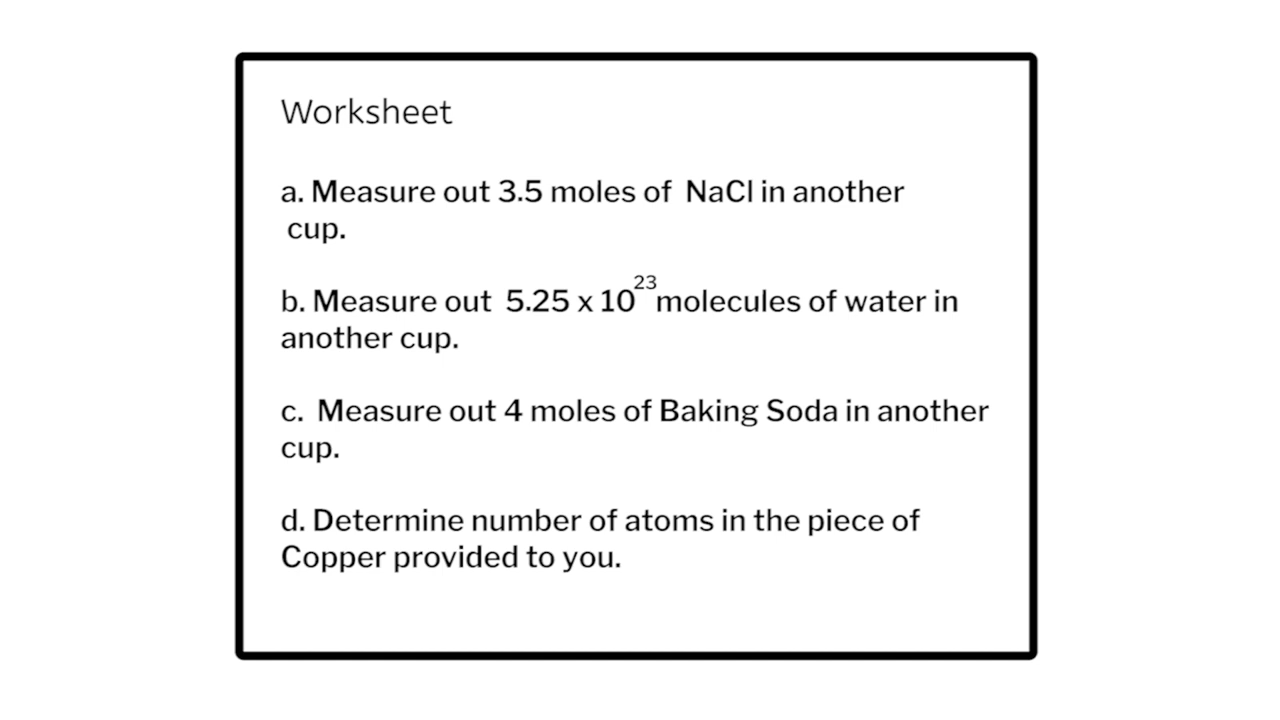 Worksheet
a. Measure out 3.5 moles of NaCl in another
cup.
b. Measure out 5.25 x 10²³ molecules of water in
another cup.
c. Measure out 4 moles of Baking Soda in another
cup.
d. Determine number of atoms in the piece of
Copper provided to you.